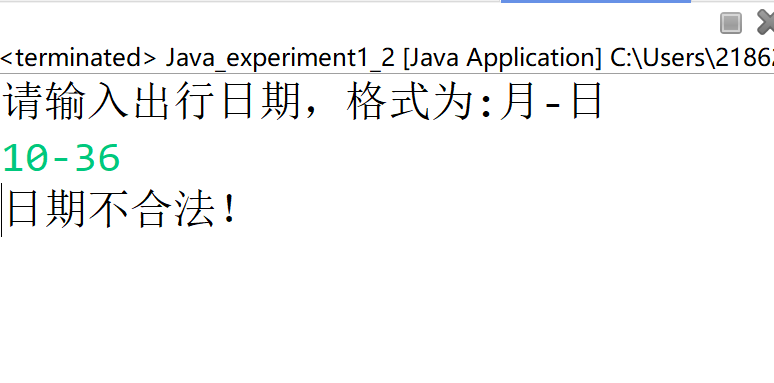 <terminated> Java_experiment1_2 [Java Application] C:\Users\2186
请输入出行日期，格式为:月-日
10-36
日期不合法！